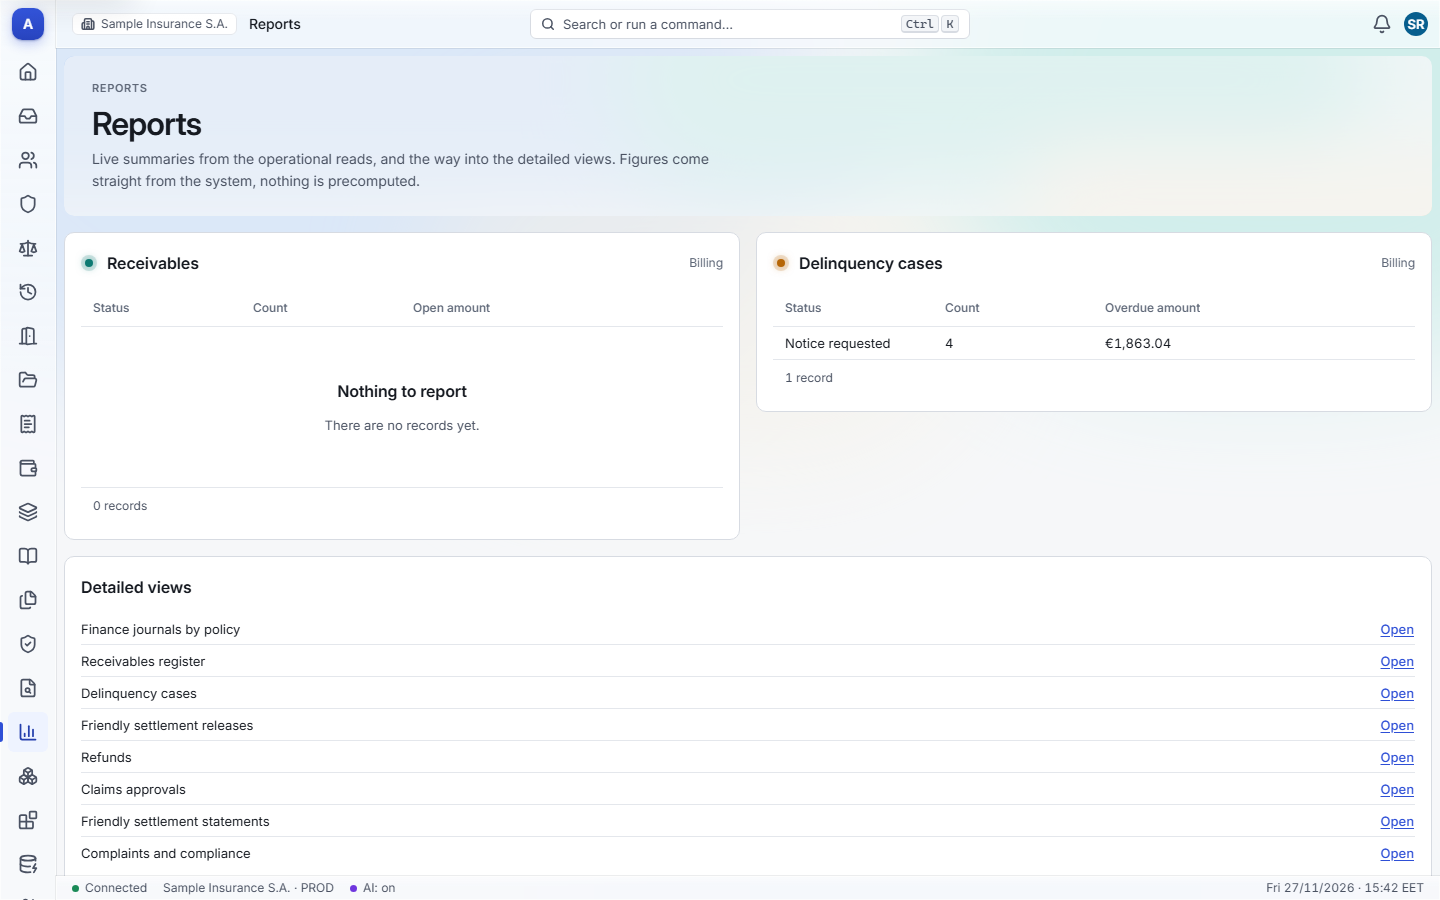 A
Sample Insurance S.A.
Reports
Search or run a command...
Ctrl K
SR
REPORTS
Reports
Live summaries from the operational reads, and the way into the detailed views. Figures come
straight from the system, nothing is precomputed.
Receivables
Billing
Status Count Open amount
Nothing to report
There are no records yet.
0 records
Delinquency cases
Billing
Status Count Overdue amount
Notice requested 4 €1,863.04
1 record
Detailed views
Finance journals by policy Open
Receivables register Open
Delinquency cases Open
Friendly settlement releases Open
Refunds Open
Claims approvals Open
Friendly settlement statements Open
Complaints and compliance Open
Connected Sample Insurance S.A. · PROD AI: on Fri 27/11/2026 · 15:42 EET